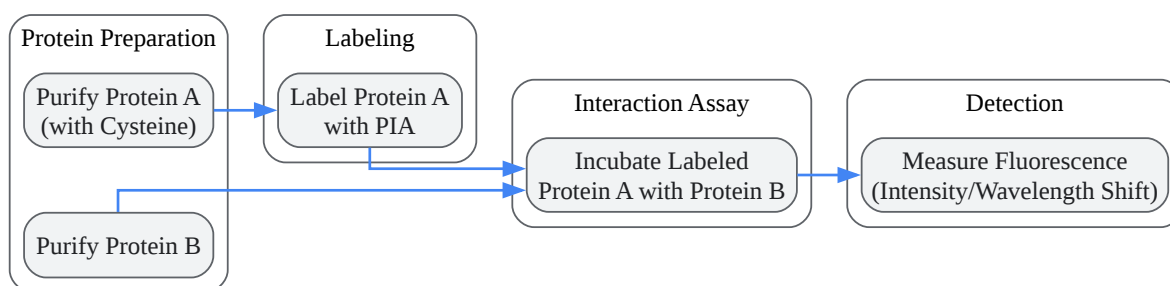 Protein Preparation
Purify Protein A
(with Cysteine)
Purify Protein B
Labeling
Label Protein A
with PIA
Interaction Assay
Incubate Labeled
Protein A with Protein B
Detection
Measure Fluorescence
(Intensity/Wavelength Shift)